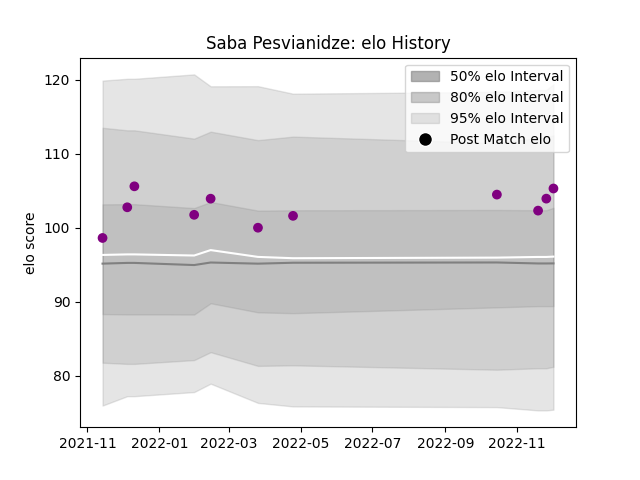 Saba Pesvianidze: elo History
50% elo Interval
80% elo Interval
95% elo Interval
Post Match elo
elo score
120
110
100
90
80
2021-11 2022-01 2022-03 2022-05 2022-07 2022-09 2022-11